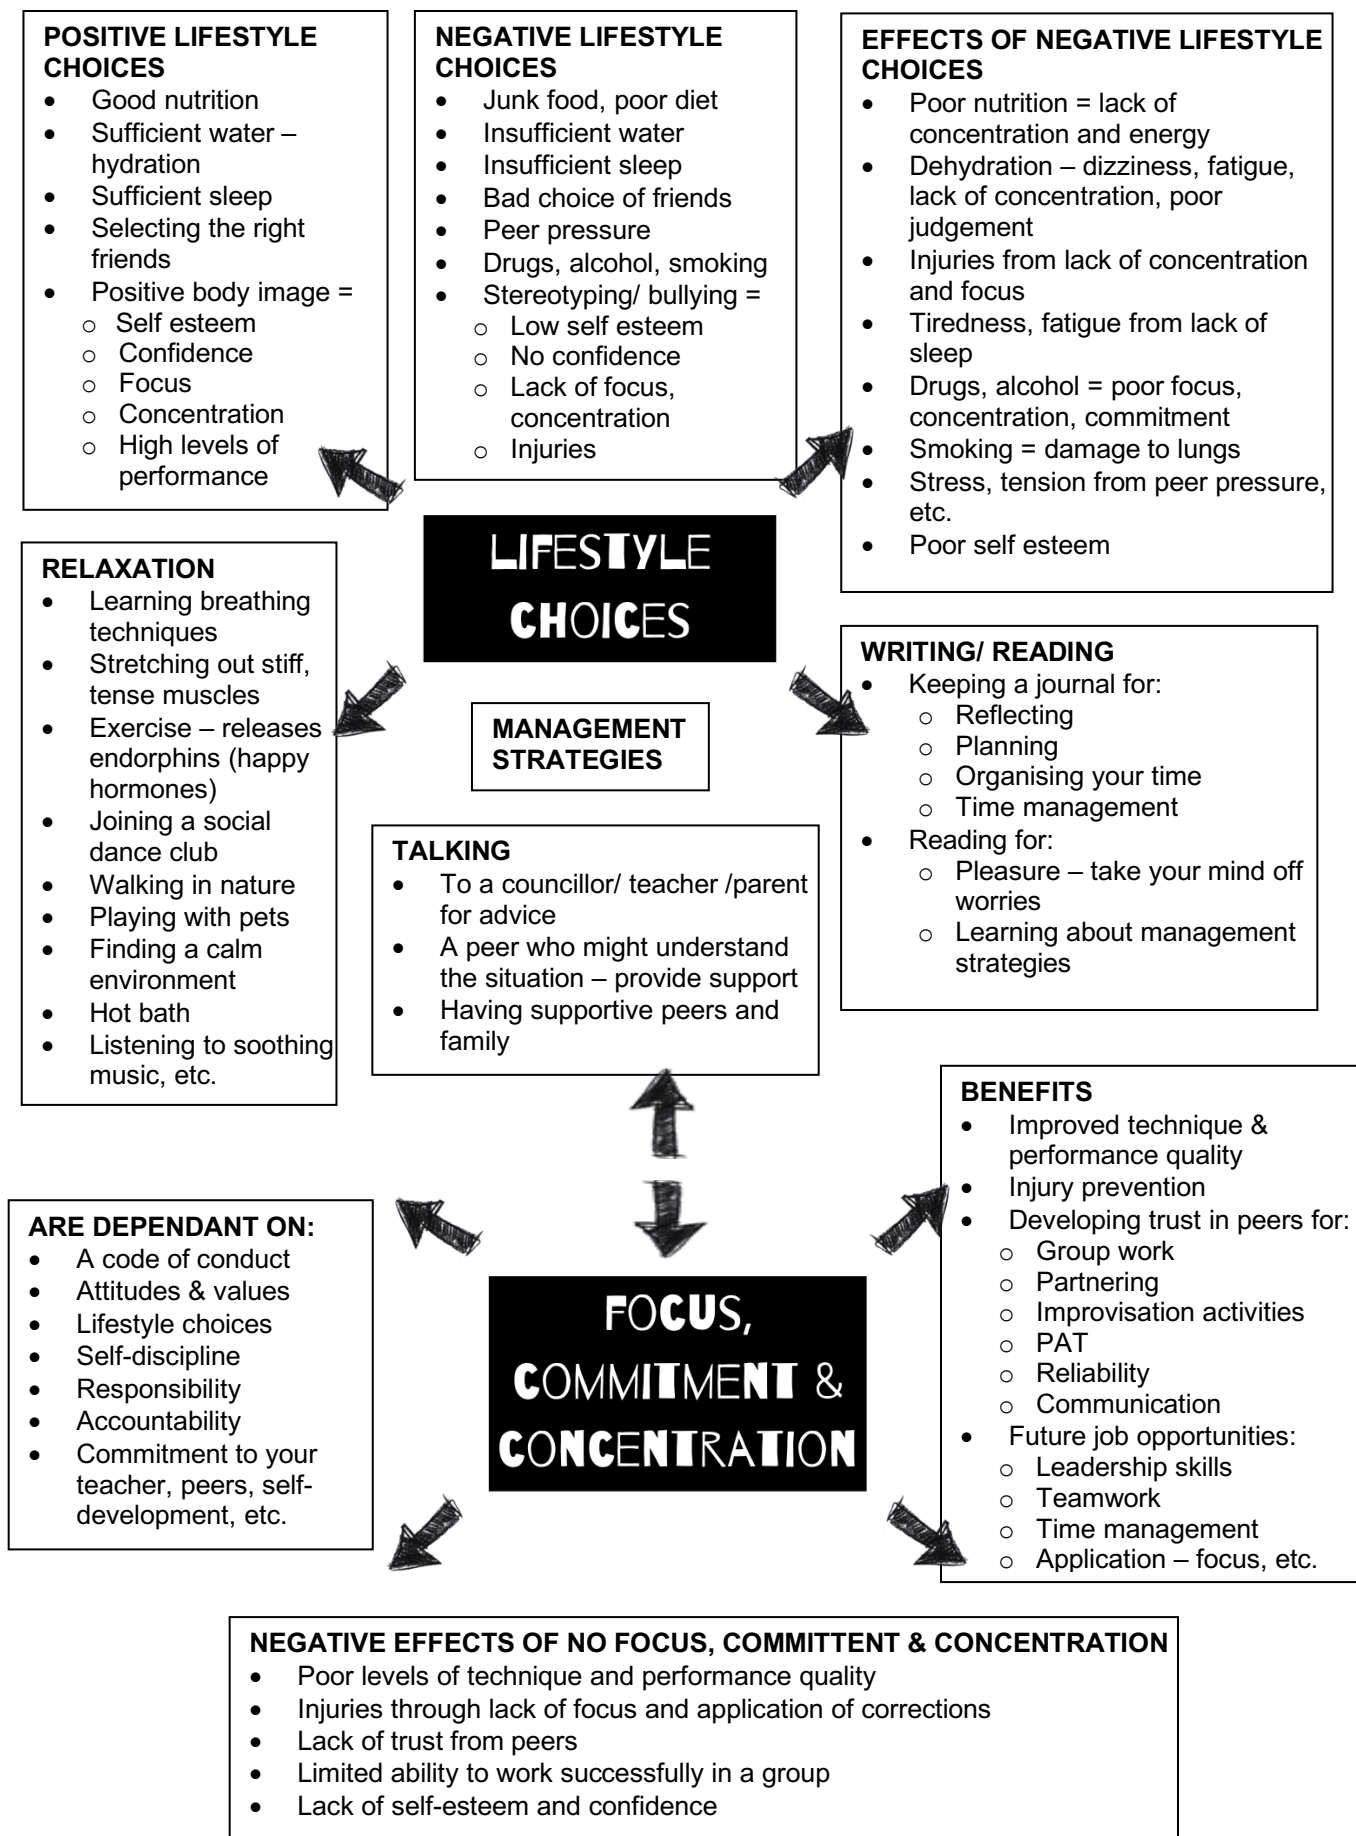 POSITIVE LIFESTYLE
CHOICES
• Good nutrition
• Sufficient water –
hydration
• Sufficient sleep
• Selecting the right
friends
• Positive body image =
o Self esteem
o Confidence
o Focus
o Concentration
o High levels of
performance
NEGATIVE LIFESTYLE
CHOICES
• Junk food, poor diet
• Insufficient water
• Insufficient sleep
• Bad choice of friends
• Peer pressure
• Drugs, alcohol, smoking
• Stereotyping/ bullying =
o Low self esteem
o No confidence
o Lack of focus,
concentration
o Injuries
EFFECTS OF NEGATIVE LIFESTYLE
CHOICES
• Poor nutrition = lack of
concentration and energy
• Dehydration – dizziness, fatigue,
lack of concentration, poor
judgement
• Injuries from lack of concentration
and focus
• Tiredness, fatigue from lack of
sleep
• Drugs, alcohol = poor focus,
concentration, commitment
• Smoking = damage to lungs
• Stress, tension from peer pressure,
etc.
• Poor self esteem
LIFESTYLE
CHOICES
RELAXATION
• Learning breathing
techniques
• Stretching out stiff,
tense muscles
• Exercise – releases
endorphins (happy
hormones)
• Joining a social
dance club
• Walking in nature
• Playing with pets
• Finding a calm
environment
• Hot bath
• Listening to soothing
music, etc.
MANAGEMENT
STRATEGIES
WRITING/ READING
• Keeping a journal for:
o Reflecting
o Planning
o Organising your time
o Time management
• Reading for:
o Pleasure – take your mind off
worries
o Learning about management
strategies
TALKING
• To a councillor/ teacher /parent
for advice
• A peer who might understand
the situation – provide support
• Having supportive peers and
family
BENEFITS
• Improved technique &
performance quality
• Injury prevention
• Developing trust in peers for:
o Group work
o Partnering
o Improvisation activities
o PAT
o Reliability
o Communication
• Future job opportunities:
o Leadership skills
o Teamwork
o Time management
o Application – focus, etc.
ARE DEPENDANT ON:
• A code of conduct
• Attitudes & values
• Lifestyle choices
• Self-discipline
• Responsibility
• Accountability
• Commitment to your
teacher, peers, self-
development, etc.
FOCUS,
COMMITMENT &
CONCENTRATION
NEGATIVE EFFECTS OF NO FOCUS, COMMITTENT & CONCENTRATION
• Poor levels of technique and performance quality
• Injuries through lack of focus and application of corrections
• Lack of trust from peers
• Limited ability to work successfully in a group
• Lack of self-esteem and confidence